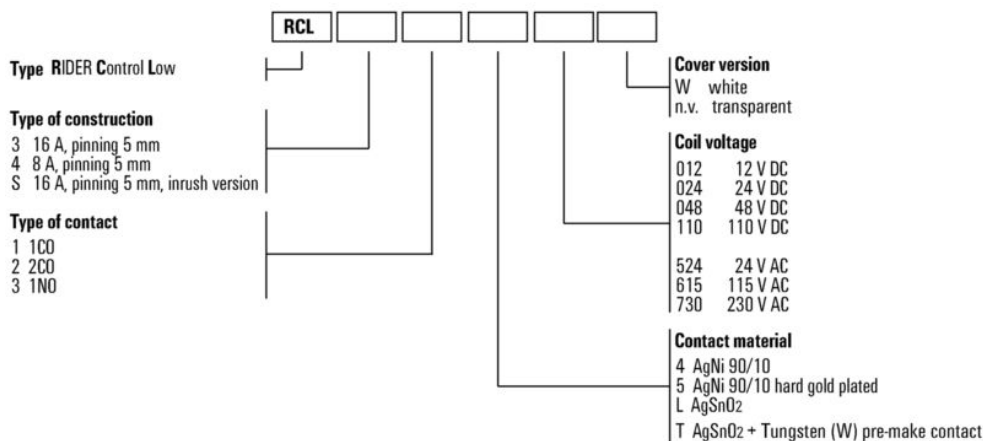 RCL
Type RIDER Control Low
Type of construction
3 16 A, pinning 5 mm
4 8 A, pinning 5 mm
S 16 A, pinning 5 mm, inrush version
Type of contact
1 1CO
2 2CO
3 1NO
Cover version
W white
n.v. transparent
Coil voltage
012 12 V DC
024 24 V DC
048 48 V DC
110 110 V DC
524 24 V AC
615 115 V AC
730 230 V AC
Contact material
4 AgNi 90/10
5 AgNi 90/10 hard gold plated
L AgSnO2
T AgSnO2 + Tungsten (W) pre-make contact